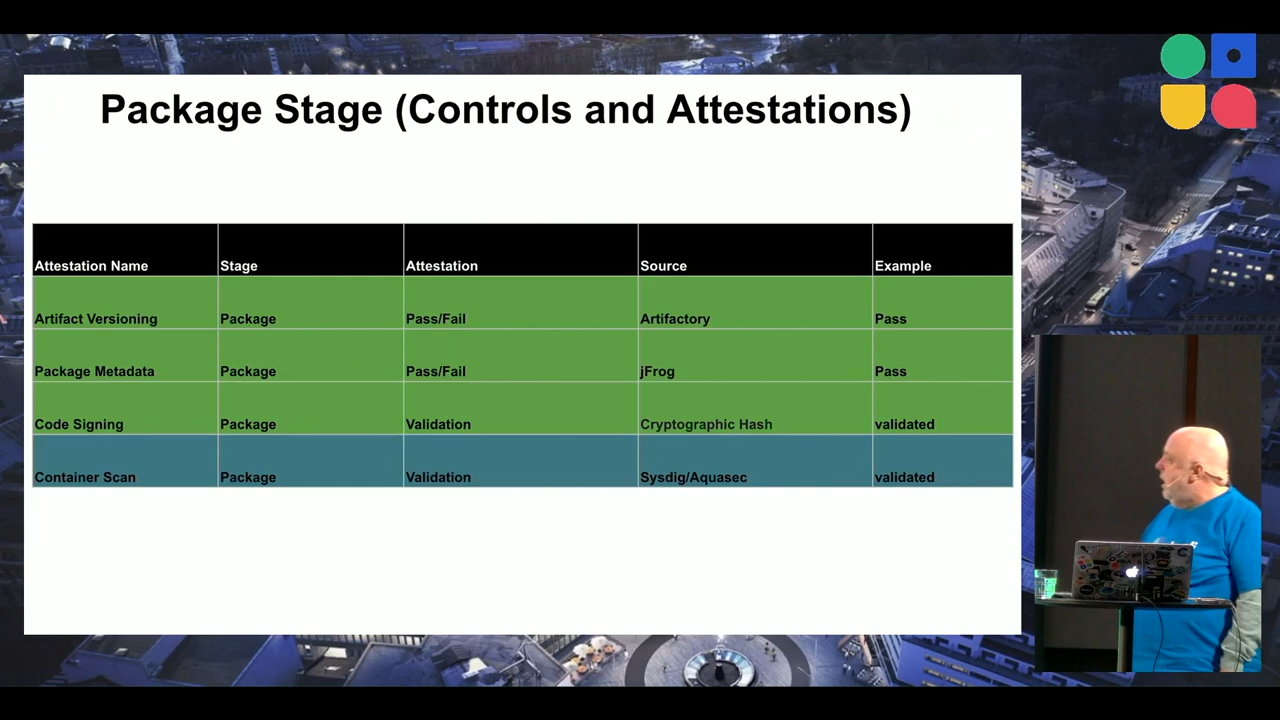 Package Stage (Controls and Attestations)
Attestation Name Stage Attestation Source Example
Artifact Versioning Package Pass/Fail Artifactory Pass
Package Metadata Package Pass/Fail jFrog Pass
Code Signing Package Validation Cryptographic Hash validated
Container Scan Package Validation Sysdig/Aquasec validated